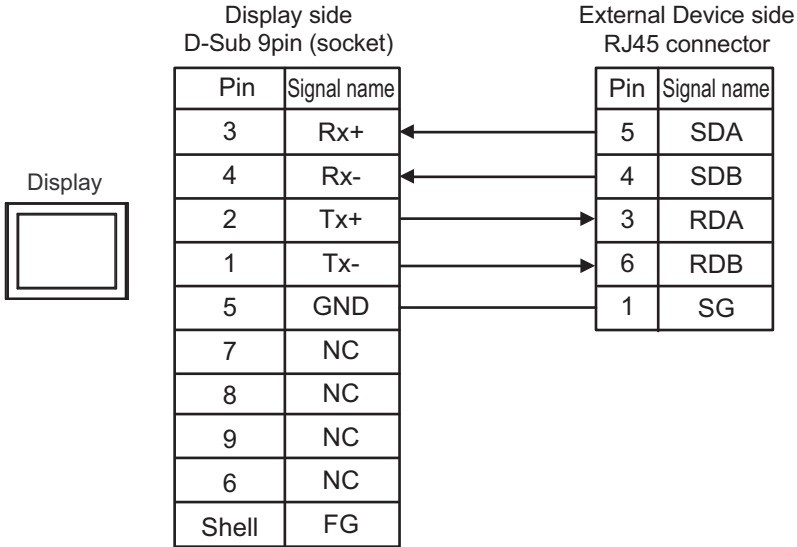 Display side
D-Sub 9pin (socket)
External Device side
RJ45 connector
Display
Pin Signal name
3 Rx+
4 Rx-
2 Tx+
1 Tx-
5 GND
7 NC
8 NC
9 NC
6 NC
Shell FG
Pin Signal name
5 SDA
4 SDB
3 RDA
6 RDB
1 SG